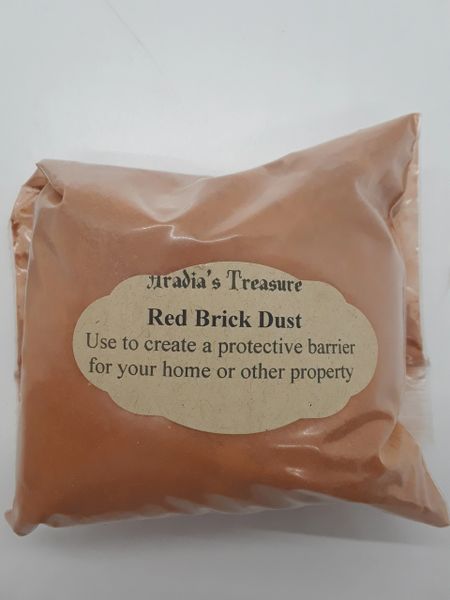 Aradia's Treasure
Red Brick Dust
Use to create a protective barrier
for your home or other property